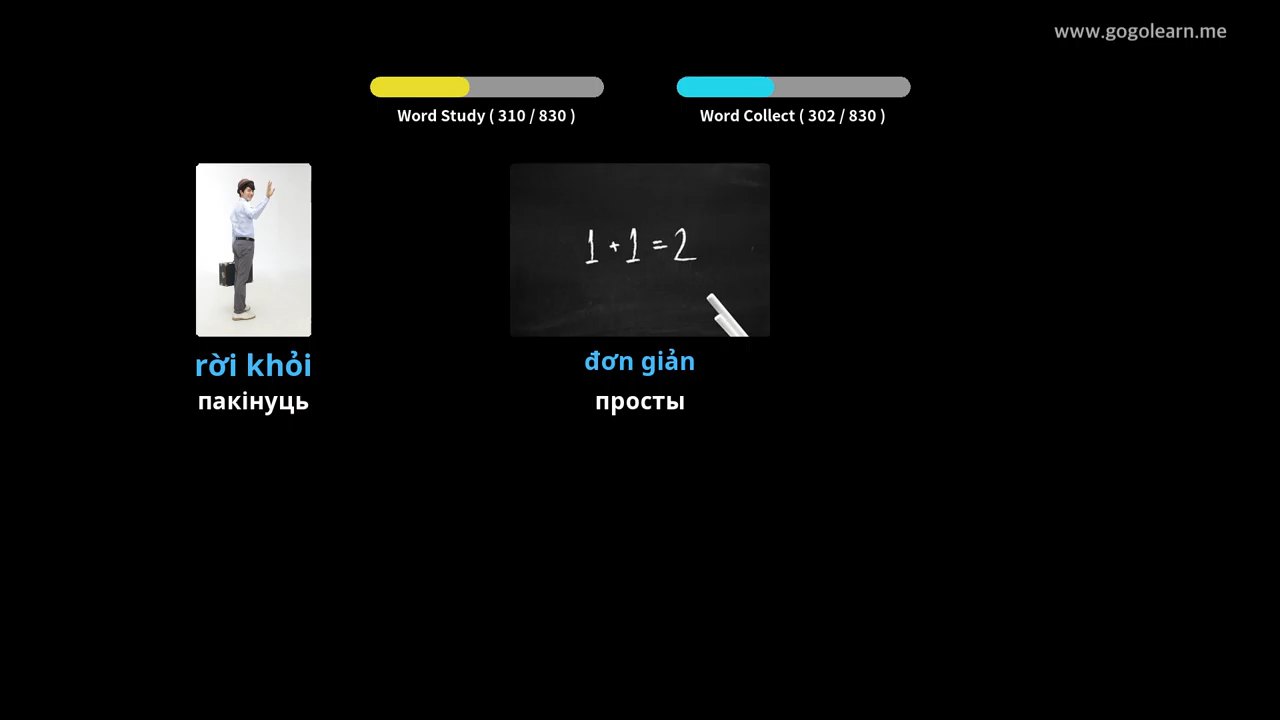 www.gogolearn.me
Word Study ( 310 / 830 )
Word Collect ( 302 / 830 )
1 + 1 = 2
rời khỏi
đơn giản
пакінуць
просты